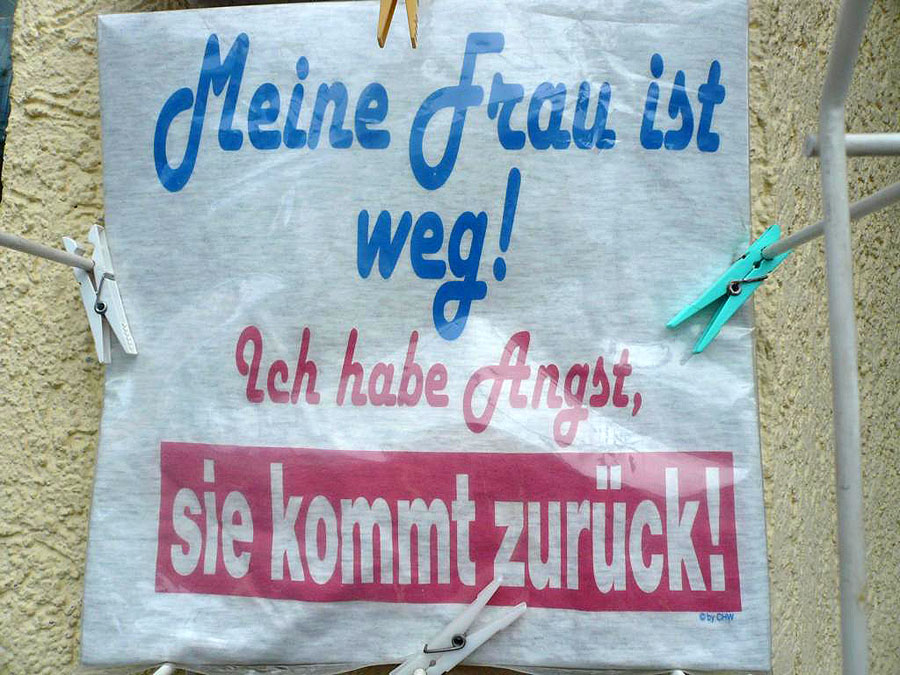 Meine Frau ist
weg!
Ich habe Angst,
sie kommt zurück!
© by CHW